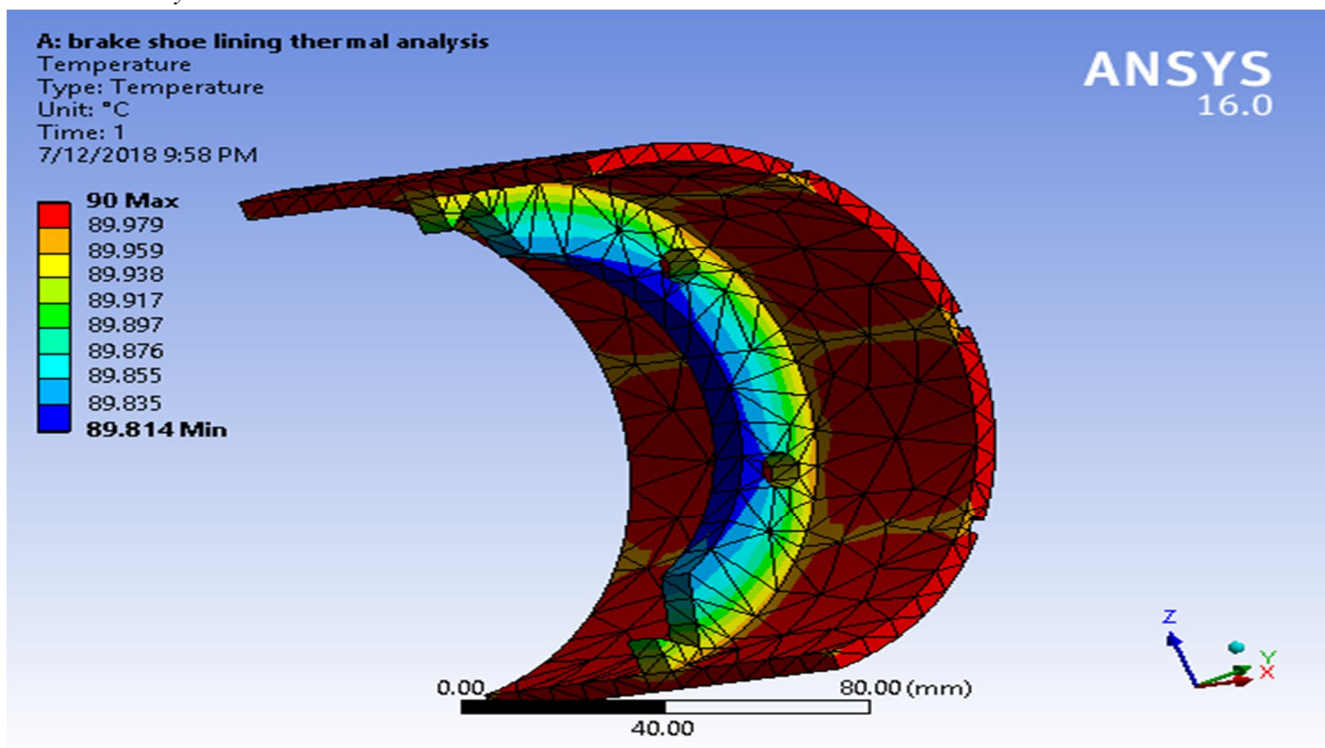 A: brake shoe lining thermal analysis
Temperature
Type: Temperature
Unit: °C
Time: 1
7/12/2018 9:58 PM
ANSYS
16.0
90 Max
89.979
89.959
89.938
89.917
89.897
89.876
89.855
89.835
89.814 Min
0.00
80.00 (mm)
40.00
Z
Y
X